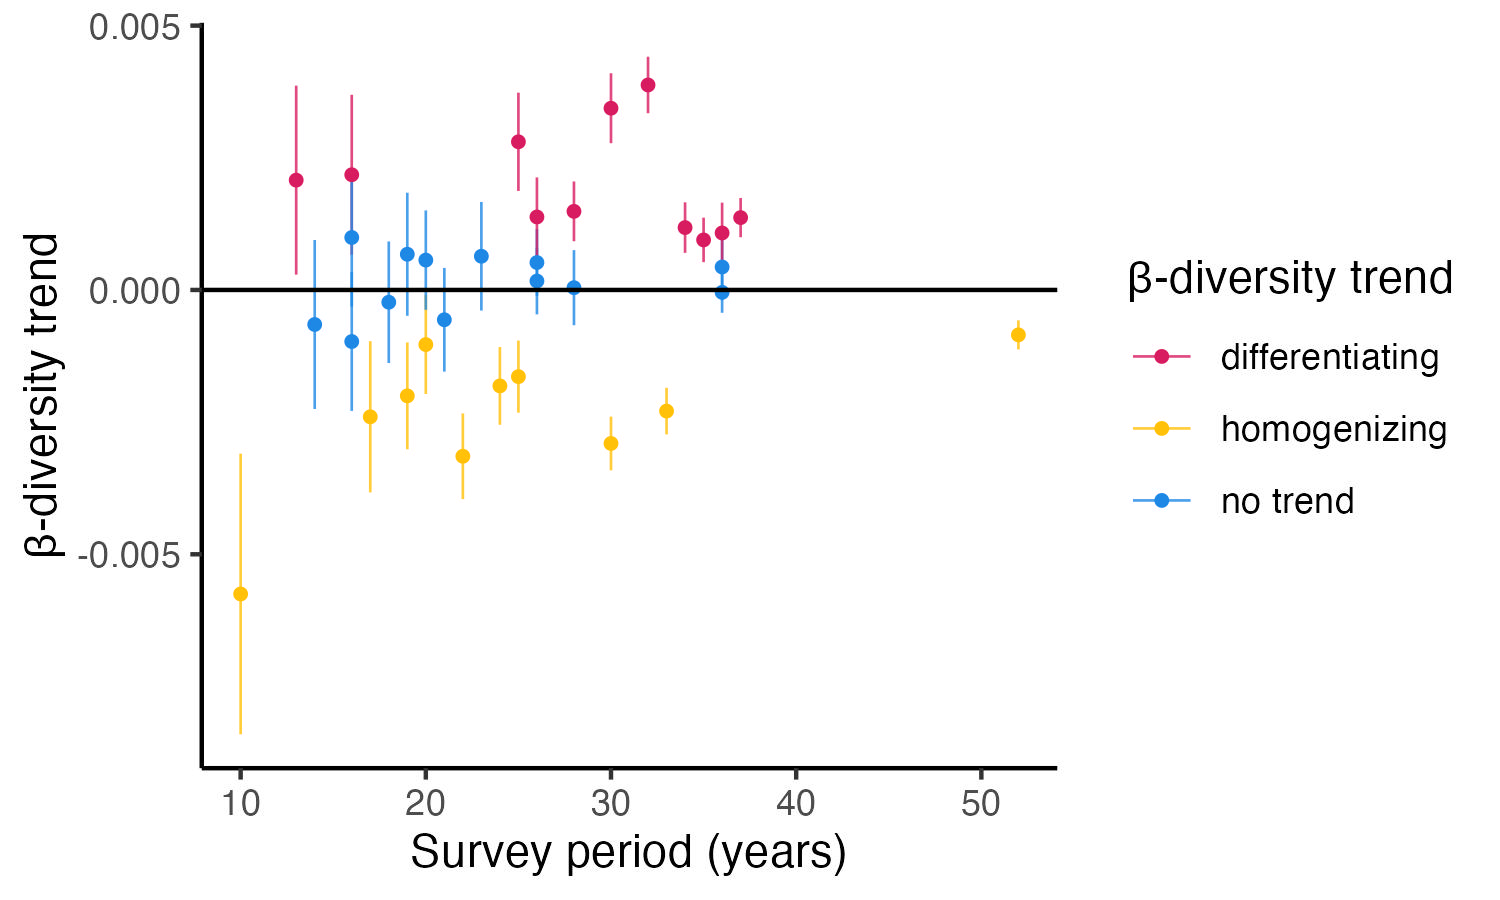 0.005
0.000
-0.005
β-diversity trend
10 20 30 40 50
Survey period (years)
β-diversity trend
differentiating
homogenizing
no trend